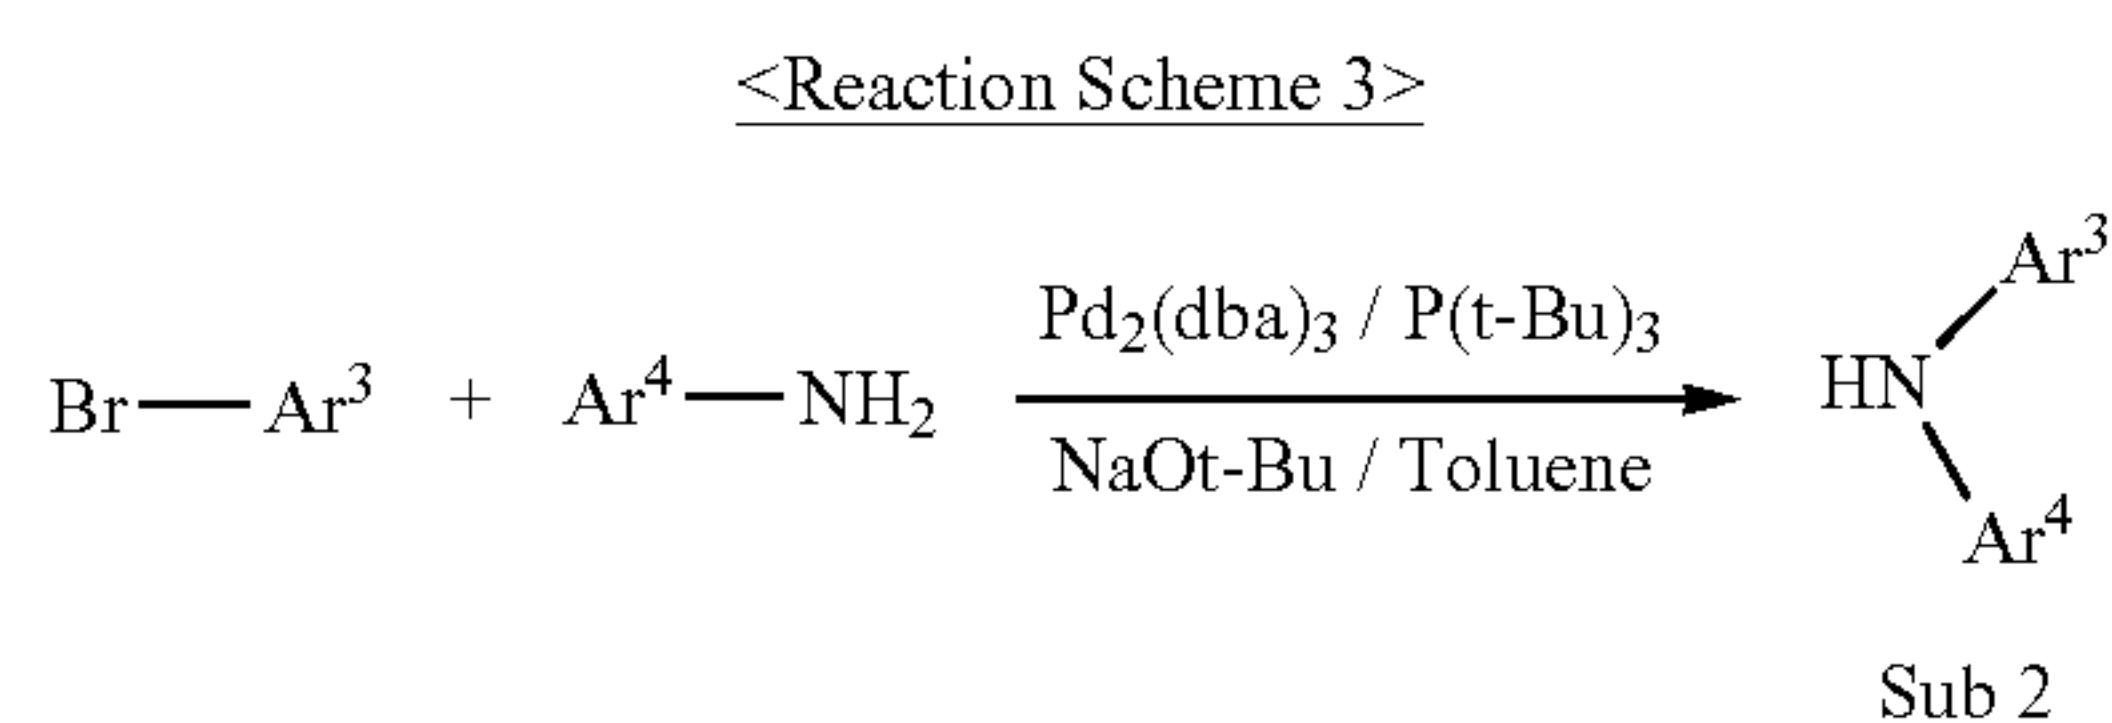 <Reaction Scheme 3>
Br—Ar³ + Ar⁴—NH₂
Pd₂(dba)₃ / P(t-Bu)₃
NaOt-Bu / Toluene
Ar³
HN
Ar⁴
Sub 2